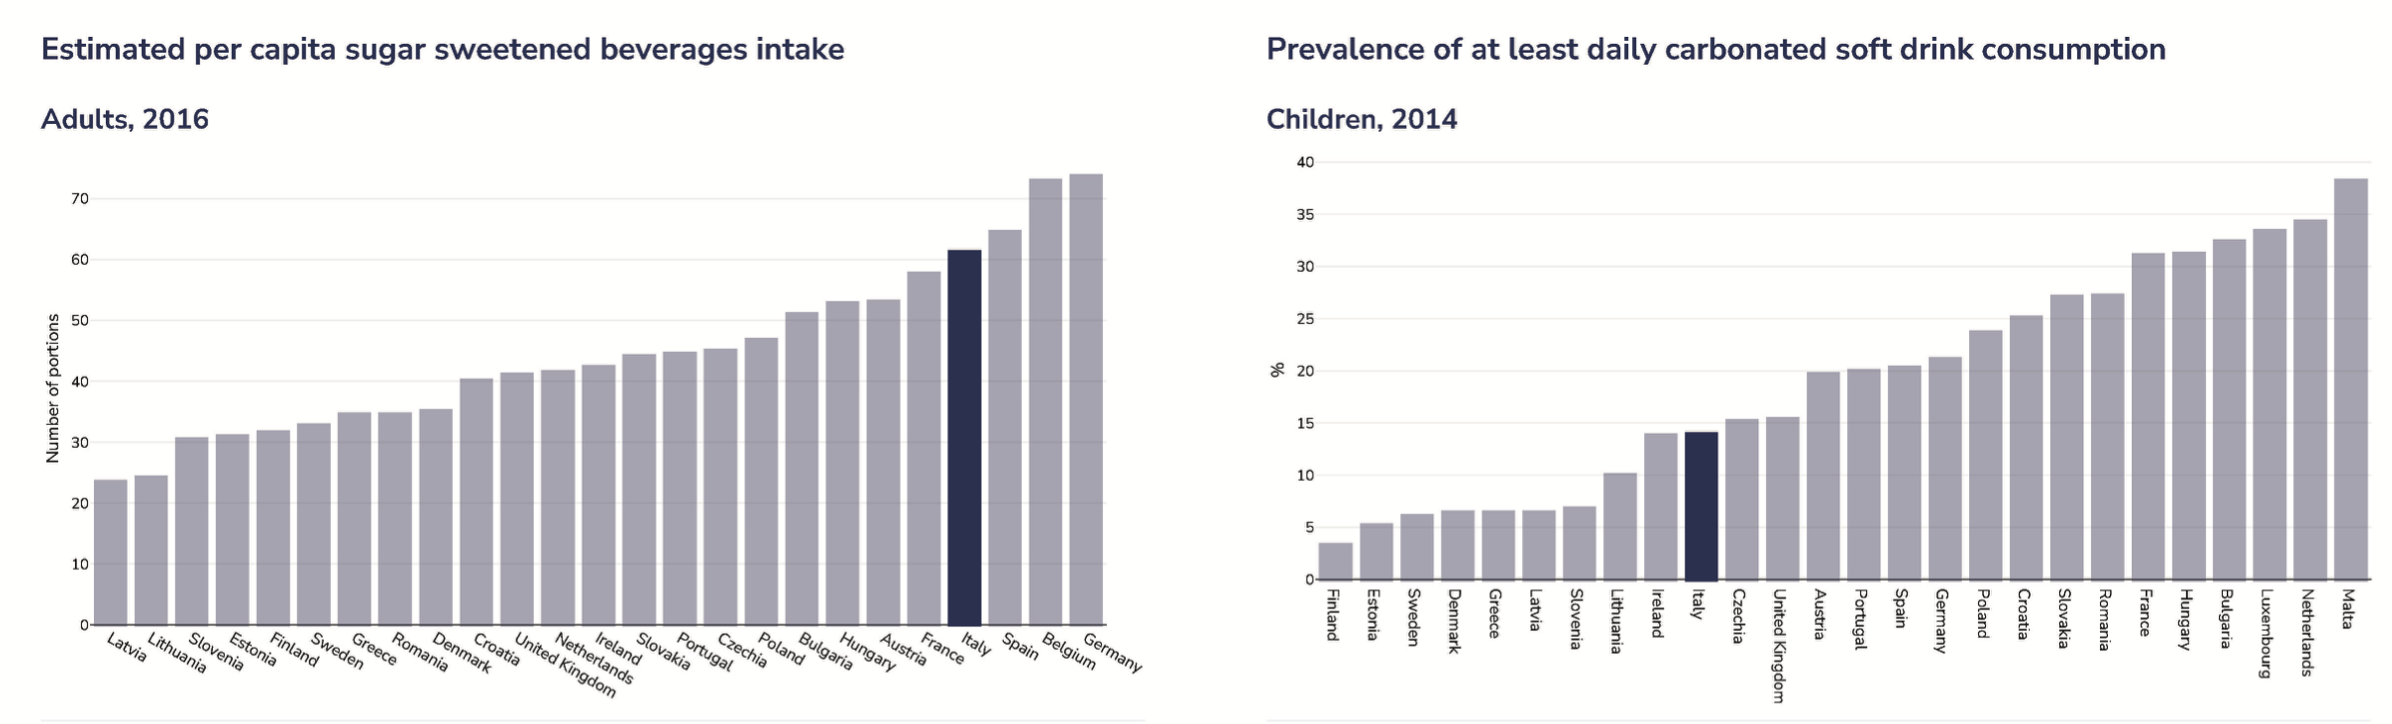 Estimated per capita sugar sweetened beverages intake
Adults, 2016
Number of portions
70
60
50
40
30
20
10
0
Latvia
Lithuania
Slovenia
Estonia
Finland
Sweden
Greece
Romania
Denmark
Croatia
United Kingdom
Netherlands
Ireland
Slovakia
Portugal
Czechia
Poland
Bulgaria
Hungary
Austria
France
Italy
Spain
Belgium
Germany
Prevalence of at least daily carbonated soft drink consumption
Children, 2014
%
40
35
30
25
20
15
10
5
0
Finland
Estonia
Sweden
Denmark
Greece
Latvia
Slovenia
Lithuania
Ireland
Italy
Czechia
United Kingdom
Austria
Portugal
Spain
Germany
Poland
Croatia
Slovakia
Romania
France
Hungary
Bulgaria
Luxembourg
Netherlands
Malta